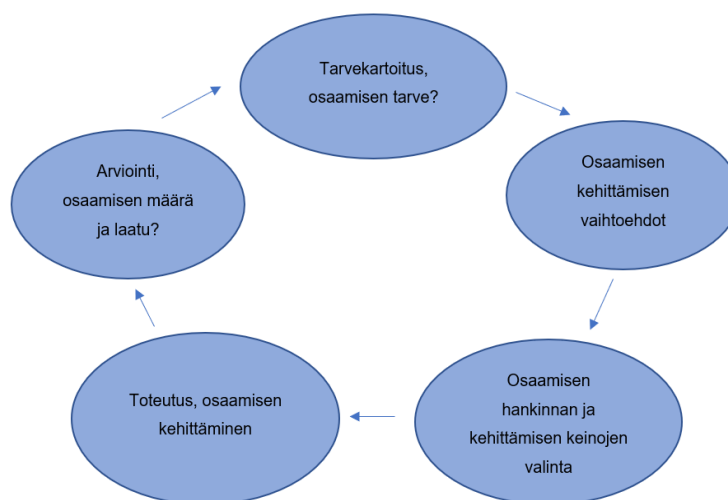 Tarvekartoitus,
osaamisen tarve?
Osaamisen
kehittämisen
vaihtoehdot
Osaamisen
hankinnan ja
kehittämisen keinojen
valinta
Toteutus, osaamisen
kehittäminen
Arviointi,
osaamisen määrä
ja laatu?